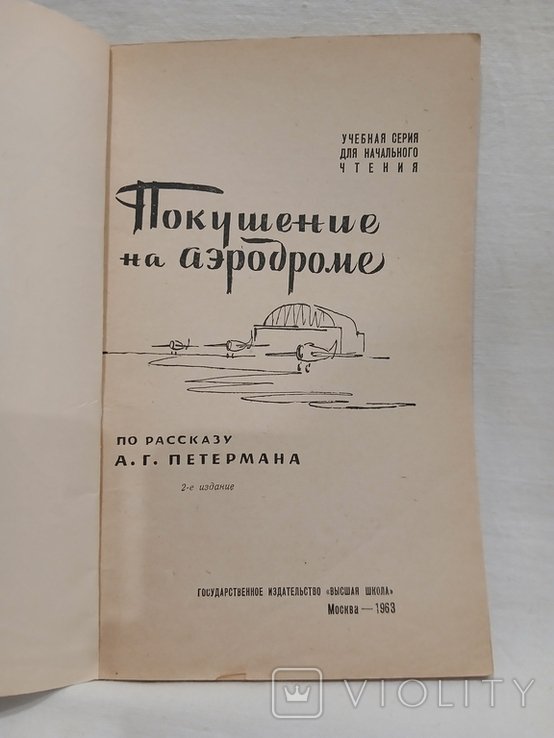 УЧЕБНАЯ СЕРИЯ
ДЛЯ НАЧАЛЬНОГО
ЧТЕНИЯ
Покушение
на аэродроме
ПО РАССКАЗУ
А. Г. ПЕТЕРМАНА
2-е издание
ГОСУДАРСТВЕННОЕ ИЗДАТЕЛЬСТВО «ВЫСШАЯ ШКОЛА»
Москва — 1963
VIOLITY